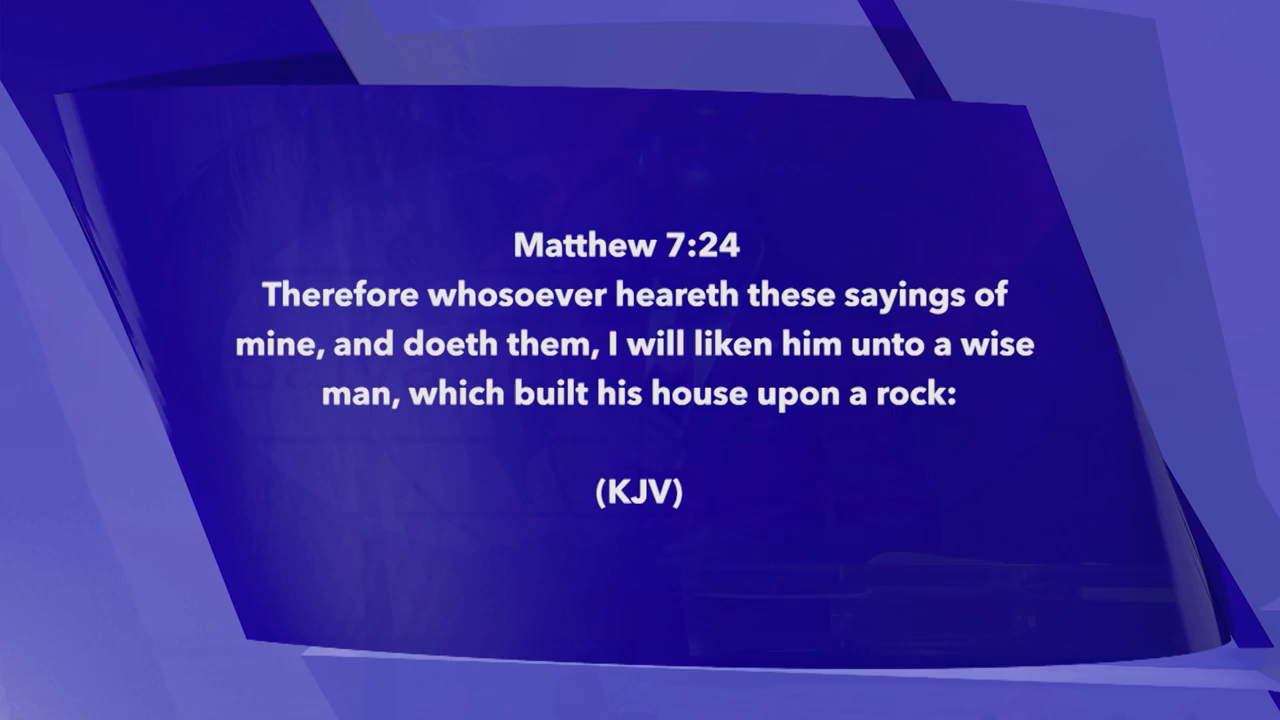 Matthew 7:24
Therefore whosoever heareth these sayings of
mine, and doeth them, I will liken him unto a wise
man, which built his house upon a rock:
(KJV)